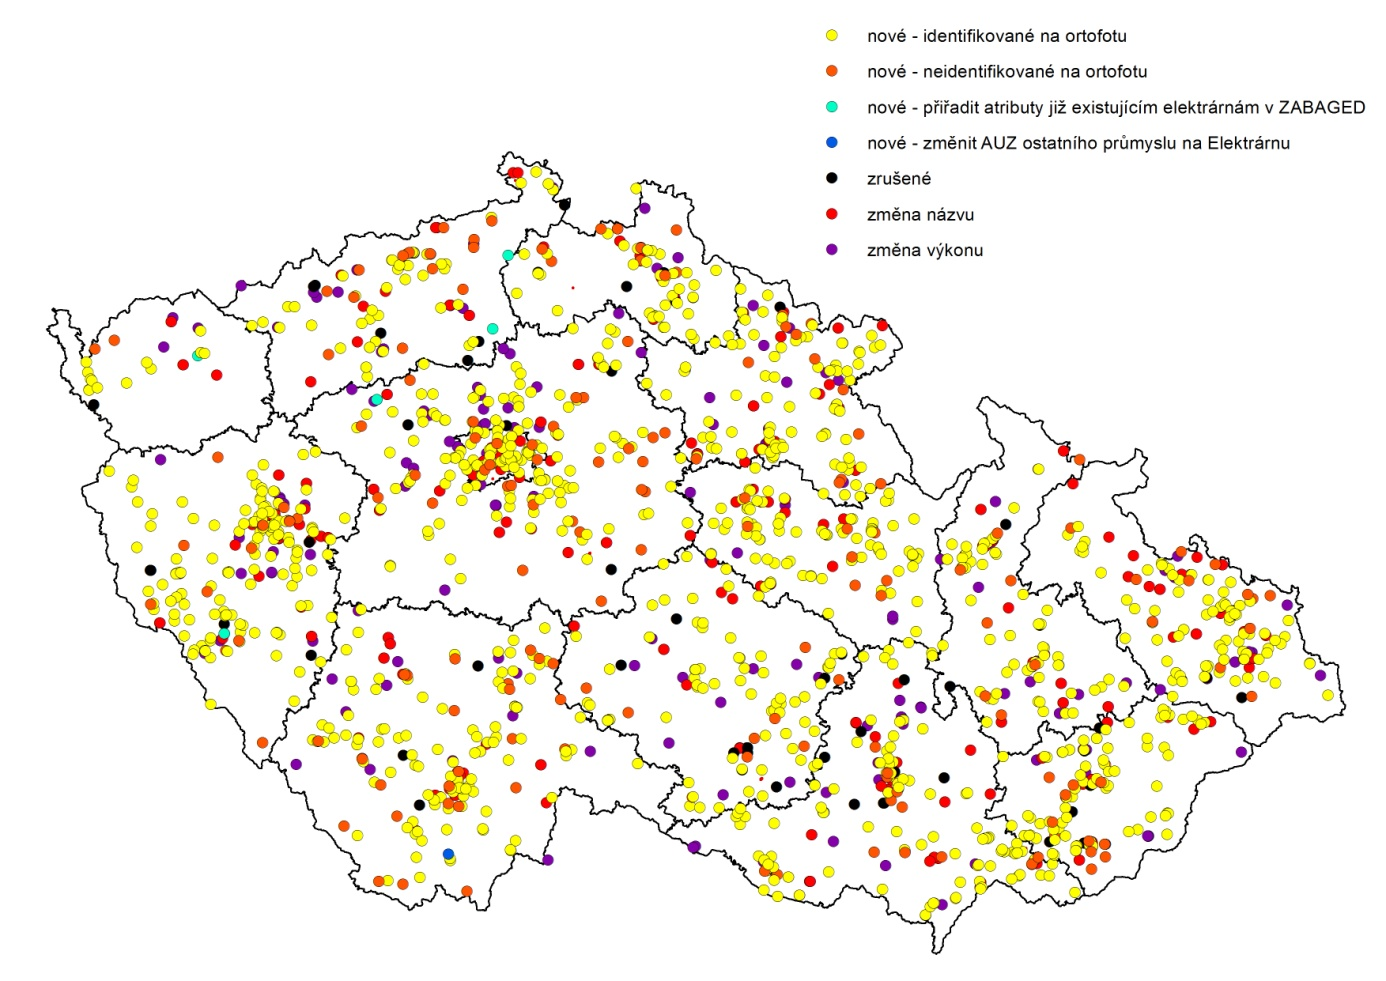 nové - identifikované na ortofotu
nové - neidentifikované na ortofotu
nové - přiřadit atributy již existujícím elektrárnám v ZABAGED
nové - změnit AUZ ostatního průmyslu na Elektrárnu
zrušené
změna názvu
změna výkonu